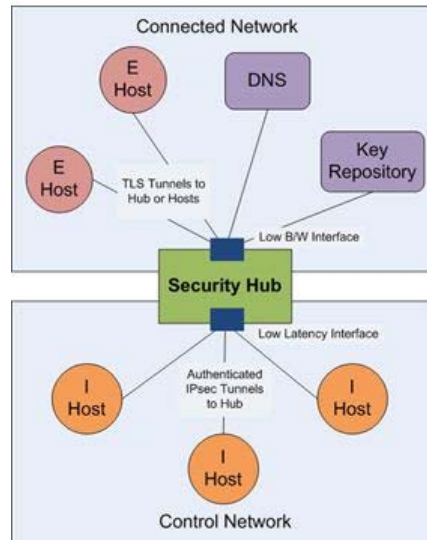 Connected Network
E
Host
DNS
E
Host
Key
Repository
TLS Tunnels to
Hub or Hosts
Low B/W Interface
Security Hub
Low Latency Interface
Authenticated
IPsec Tunnels
to Hub
I
Host
I
Host
I
Host
Control Network